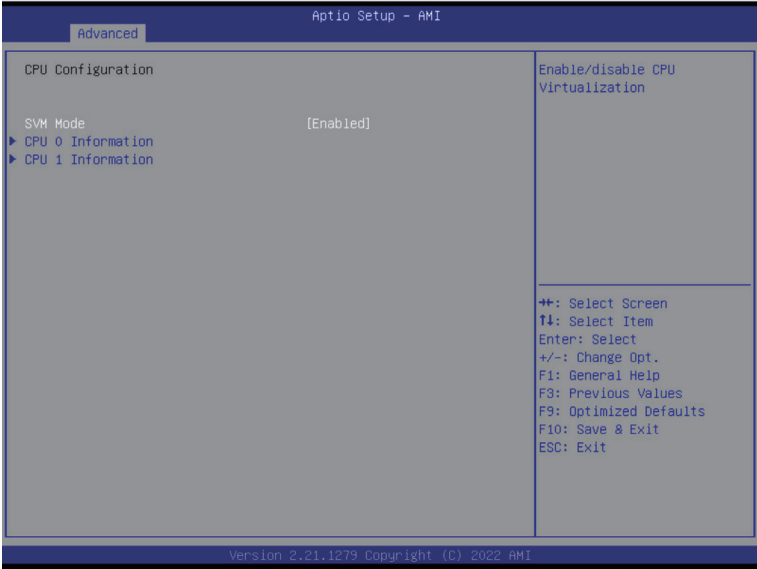 Aptio Setup – AMI
Advanced
CPU Configuration
SVM Mode [Enabled]
CPU 0 Information
CPU 1 Information
Enable/disable CPU
Virtualization
→←: Select Screen
↑↓: Select Item
Enter: Select
+/-: Change Opt.
F1: General Help
F3: Previous Values
F9: Optimized Defaults
F10: Save & Exit
ESC: Exit
Version 2.21.1279 Copyright (C) 2022 AMI